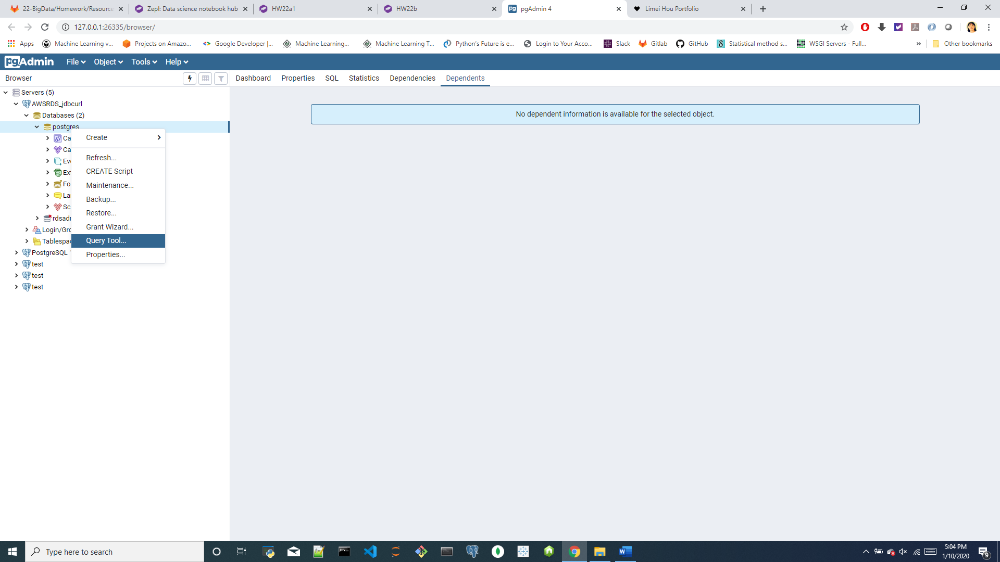 22-BigData/Homework/Resource
Zepl: Data science notebook hub
HW22a1
HW22b
pgAdmin 4
Limei Hou Portfolio
127.0.0.1:26335/browser/
Apps
Machine Learning v...
Projects on Amazo...
Google Developer |...
Machine Learning...
Machine Learning T...
Python's Future is e...
Login to Your Acco...
Slack
Gitlab
GitHub
Statistical method s...
WSGI Servers - Full...
»
Other bookmarks
pgAdmin
File
Object
Tools
Help
Browser
Dashboard
Properties
SQL
Statistics
Dependencies
Dependents
Servers (5)
AWSRDS_jdbcurl
Databases (2)
postgres
Ca
Ca
Eve
Ex
Fo
La
Sc
rdsadm
Login/Gro
Tablespac
PostgreSQL
test
test
test
Create
Refresh...
CREATE Script
Maintenance...
Backup...
Restore...
Grant Wizard...
Query Tool...
Properties...
No dependent information is available for the selected object.
Type here to search
5:04 PM
1/10/2020
9